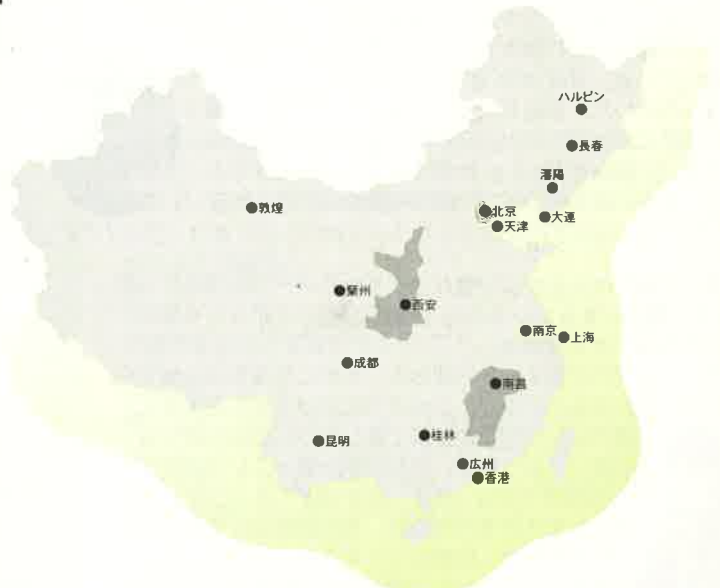 ハルビン
長春
瀋陽
敦煌
北京
大連
天津
蘭州
西安
南京
上海
成都
南昌
桂林
昆明
広州
香港